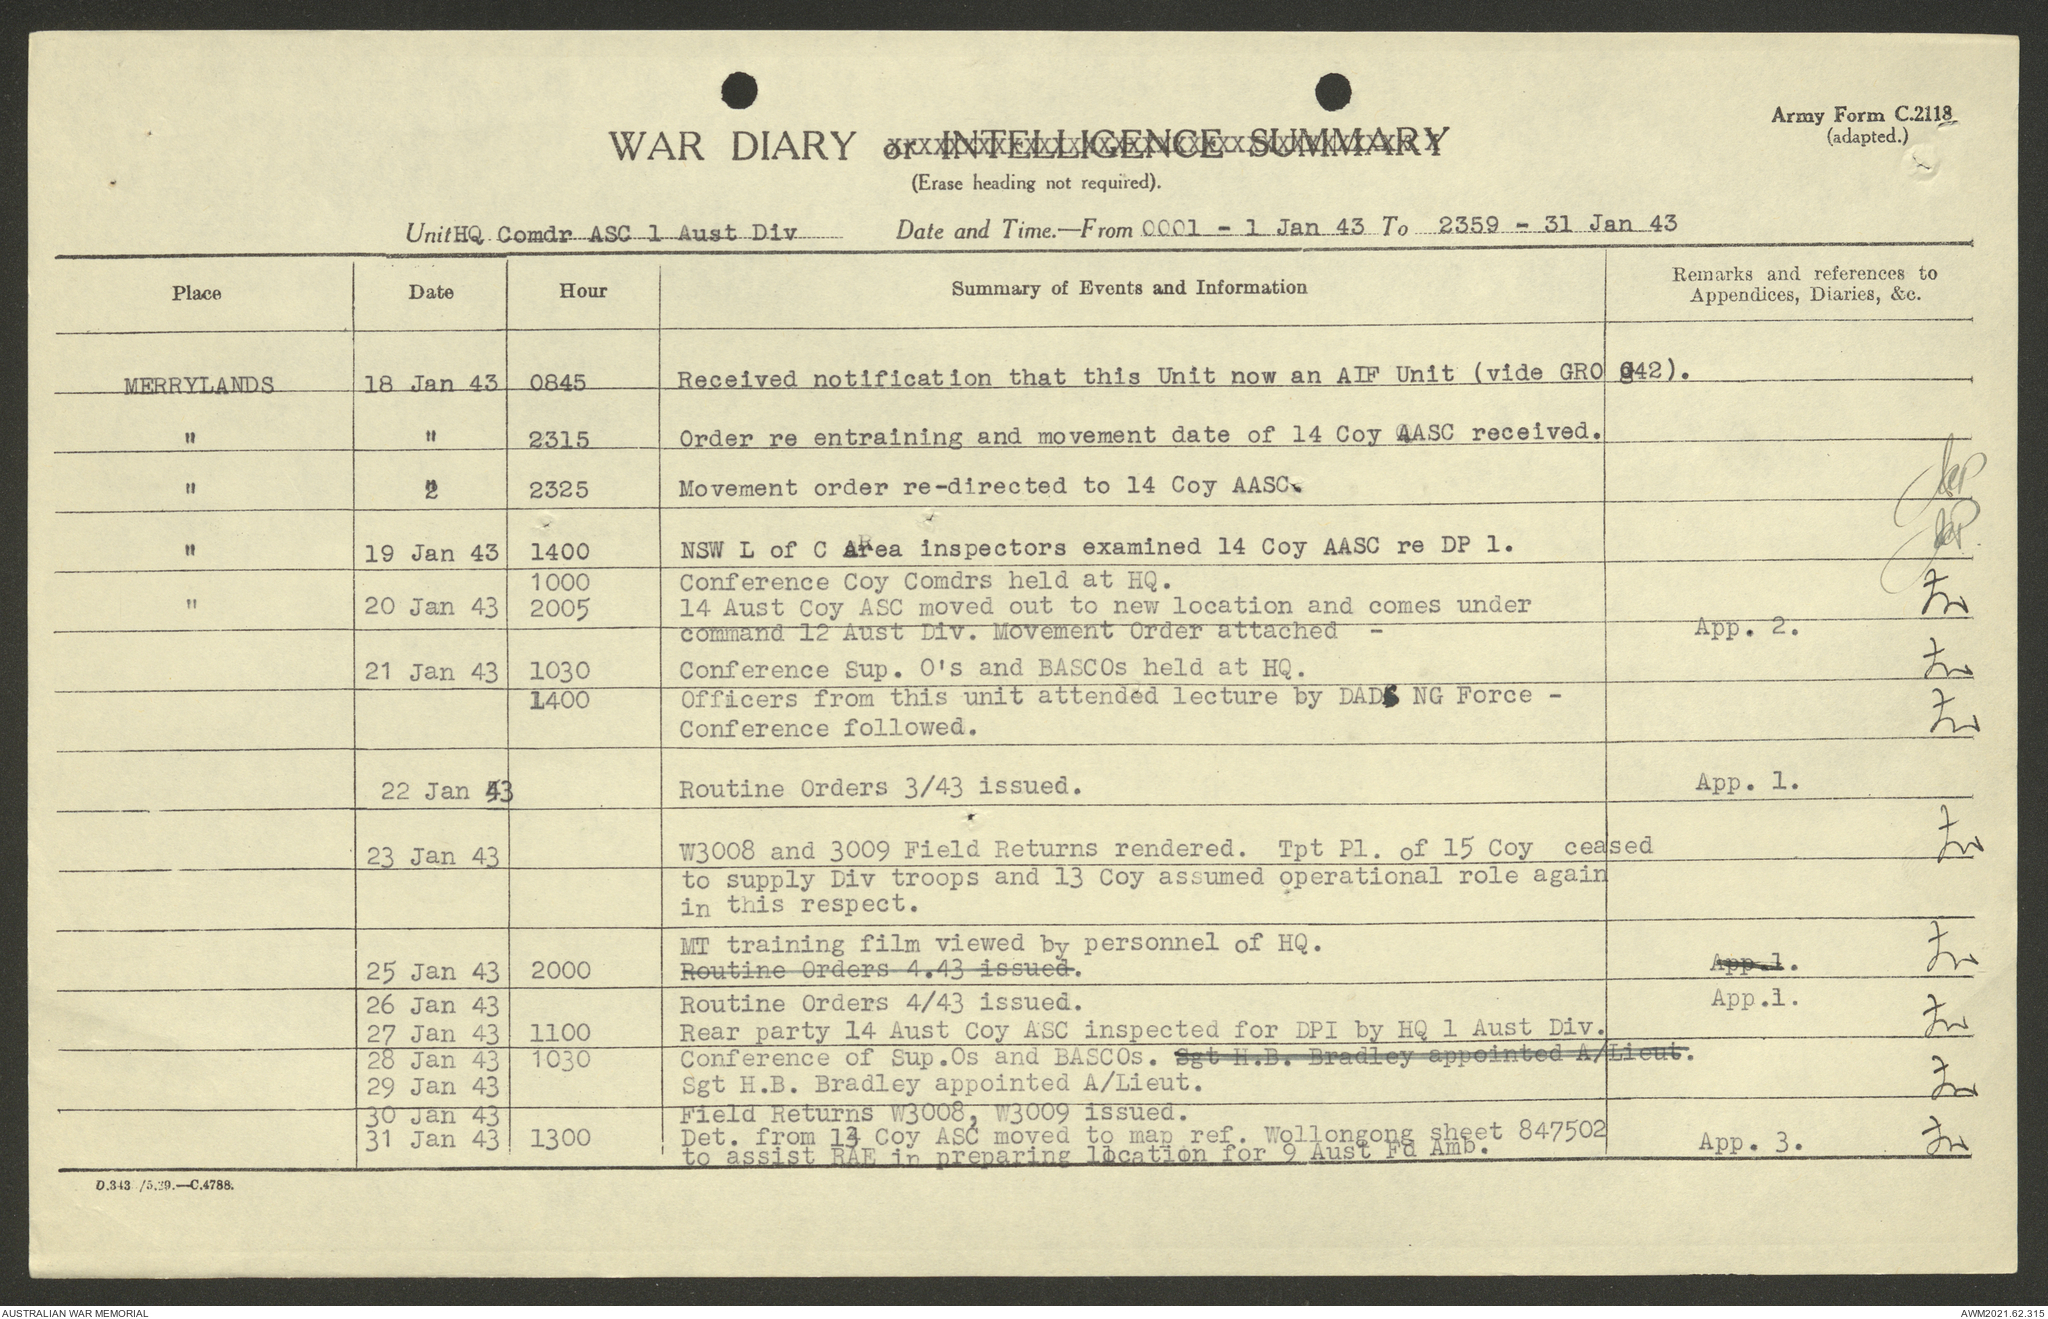 Army Form C.2118
(adapted.)
WAR DIARY or INTELLIGENCE SUMMARY
(Erase heading not required).
Unit HQ Comdr ASC 1 Aust Div Date and Time.—From 0001 - 1 Jan 43 To 2359 - 31 Jan 43
Place Date Hour Summary of Events and Information Remarks and references to
Appendices, Diaries, &c.
MERRYLANDS 18 Jan 43 0845 Received notification that this Unit now an AIF Unit (vide GRO G42).
" " 2315 Order re entraining and movement date of 14 Coy AASC received.
" " 2325 Movement order re-directed to 14 Coy AASC.
" 19 Jan 43 1400 NSW L of C Area inspectors examined 14 Coy AASC re DP 1.
1000 Conference Coy Comdrs held at HQ.
" 20 Jan 43 2005 14 Aust Coy ASC moved out to new location and comes under
command 12 Aust Div. Movement Order attached - App. 2.
21 Jan 43 1030 Conference Sup. O's and BASCOs held at HQ.
1400 Officers from this unit attended lecture by DADS NG Force -
Conference followed.
22 Jan 43 Routine Orders 3/43 issued. App. 1.
23 Jan 43 W3008 and 3009 Field Returns rendered. Tpt Pl. of 15 Coy ceased
to supply Div troops and 13 Coy assumed operational role again
in this respect.
MT training film viewed by personnel of HQ.
25 Jan 43 2000 Routine Orders 4.43 issued. App.1.
26 Jan 43 Routine Orders 4/43 issued. App.1.
27 Jan 43 1100 Rear party 14 Aust Coy ASC inspected for DPI by HQ 1 Aust Div.
28 Jan 43 1030 Conference of Sup.Os and BASCOs. Sgt H.B. Bradley appointed A/Lieut.
29 Jan 43 Sgt H.B. Bradley appointed A/Lieut.
30 Jan 43 Field Returns W3008, W3009 issued.
31 Jan 43 1300 Det. from 13 Coy ASC moved to map ref. Wollongong sheet 847502
to assist RAE in preparing location for 9 Aust Fd Amb. App. 3.
D.343 /5.39.—C.4788.
AUSTRALIAN WAR MEMORIAL AWM2021.62.315